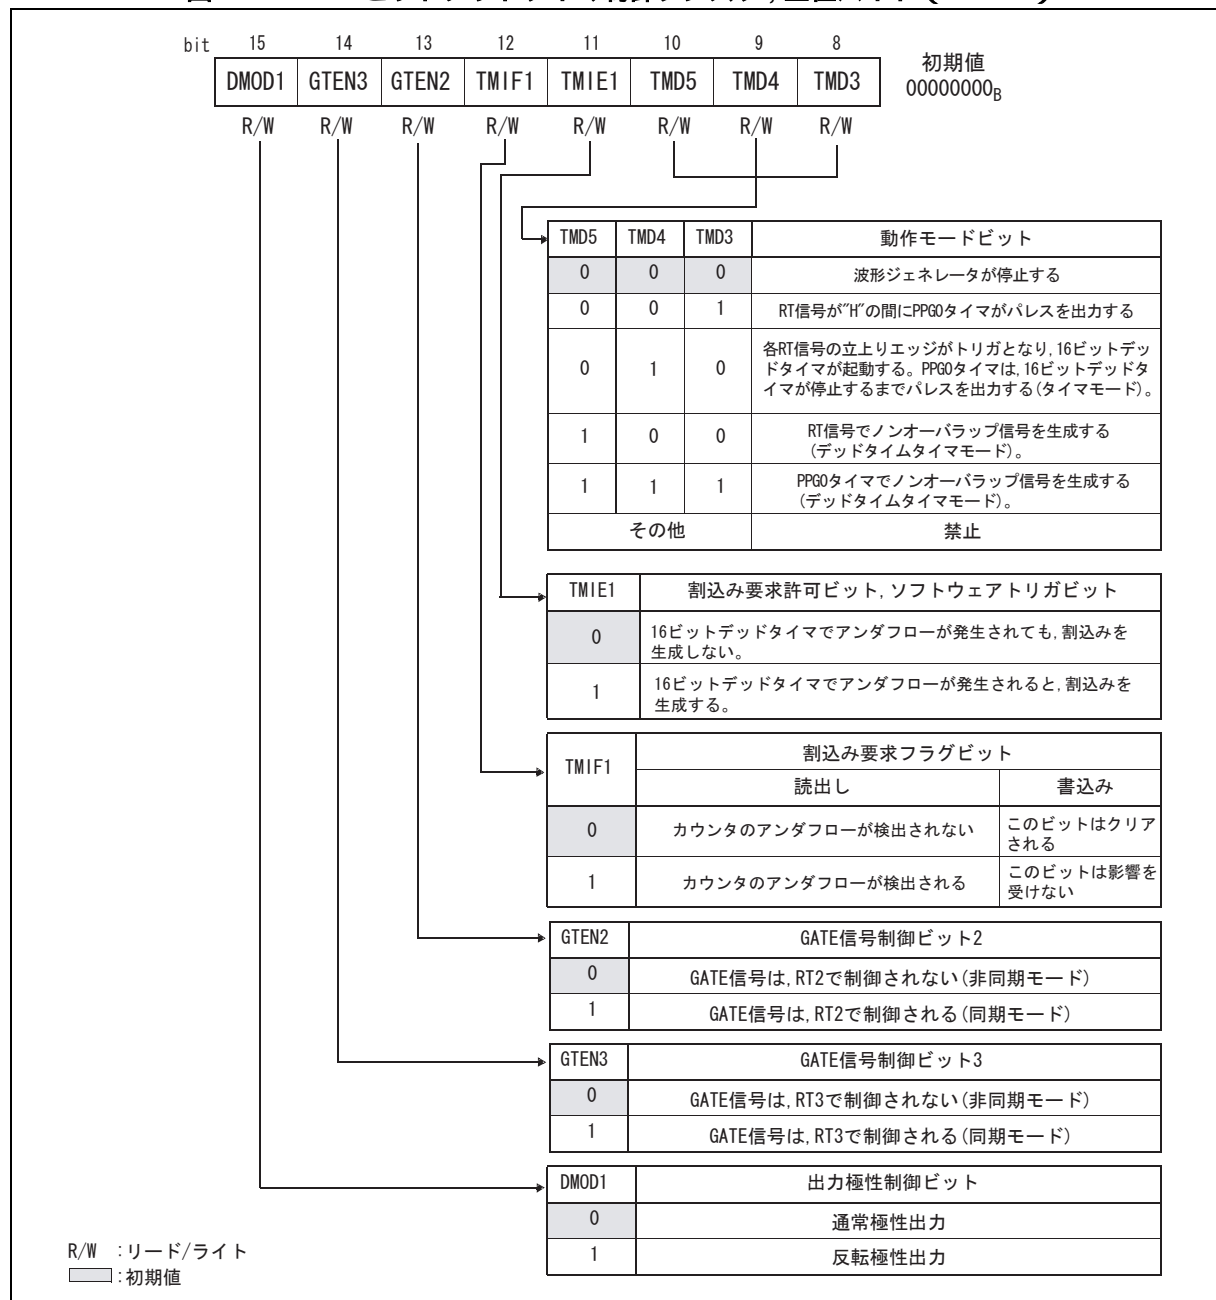 bit 15 14 13 12 11 10 9 8
DMOD1 GTEN3 GTEN2 TMIF1 TMIE1 TMD5 TMD4 TMD3
初期値
00000000B
R/W R/W R/W R/W R/W R/W R/W R/W
TMD5 TMD4 TMD3 動作モードビット
0 0 0 波形ジェネレータが停止する
0 0 1 RT信号が"H"の間にPPG0タイマがパレスを出力する
0 1 0 各RT信号の立上りエッジがトリガとなり,16ビットデッ
ドタイマが起動する。PPG0タイマは,16ビットデッドタ
イマが停止するまでパレスを出力する(タイマモード)。
1 0 0 RT信号でノンオーバラップ信号を生成する
(デッドタイムタイマモード)。
1 1 1 PPG0タイマでノンオーバラップ信号を生成する
(デッドタイムタイマモード)。
その他 禁止
TMIE1 割込み要求許可ビット,ソフトウェアトリガビット
0 16ビットデッドタイマでアンダフローが発生されても,割込みを
生成しない。
1 16ビットデッドタイマでアンダフローが発生されると,割込みを
生成する。
TMIF1 割込み要求フラグビット
読出し 書込み
0 カウンタのアンダフローが検出されない このビットはクリア
される
1 カウンタのアンダフローが検出される このビットは影響を
受けない
GTEN2 GATE信号制御ビット2
0 GATE信号は,RT2で制御されない(非同期モード)
1 GATE信号は,RT2で制御される(同期モード)
GTEN3 GATE信号制御ビット3
0 GATE信号は,RT3で制御されない(非同期モード)
1 GATE信号は,RT3で制御される(同期モード)
DMOD1 出力極性制御ビット
0 通常極性出力
1 反転極性出力
R/W :リード/ライト
:初期値